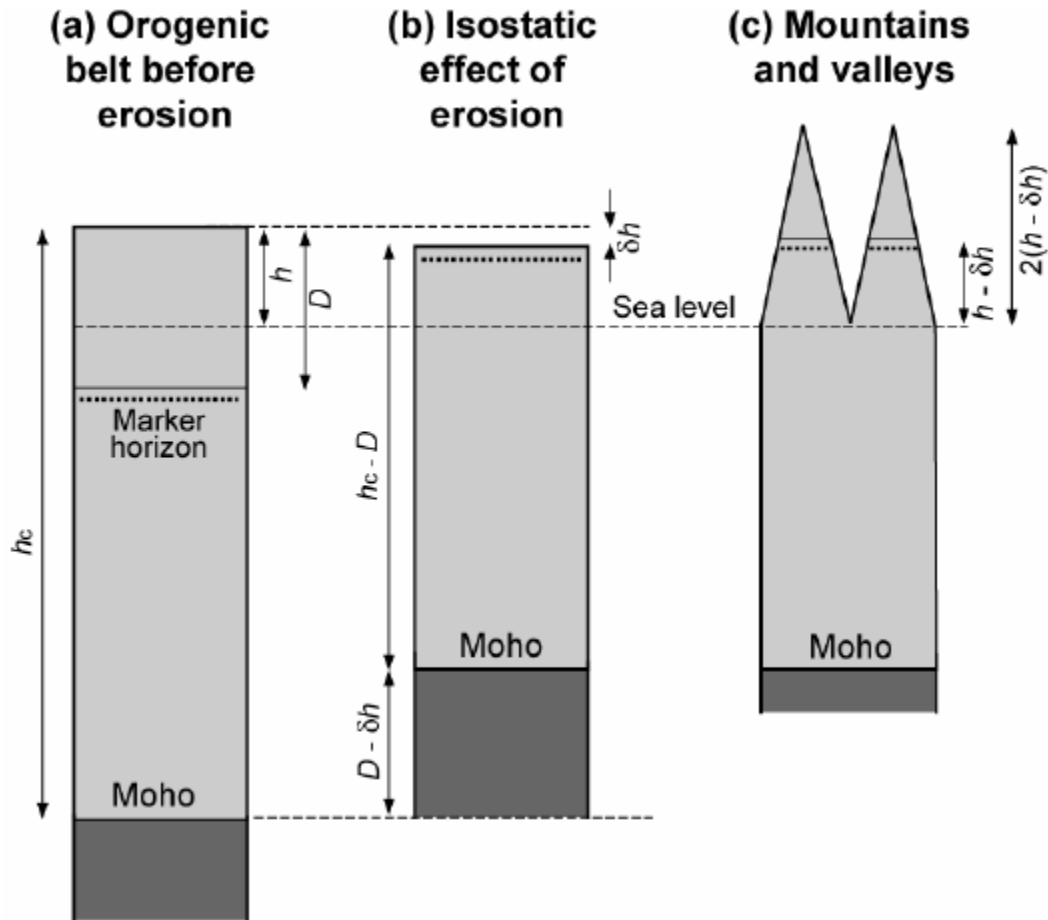 (a) Orogenic
belt before
erosion
(b) Isostatic
effect of
erosion
(c) Mountains
and valleys
hc
h
D
Marker
horizon
Moho
δh
hc - D
D - δh
Moho
Sea level
h - δh
2(h - δh)
Moho